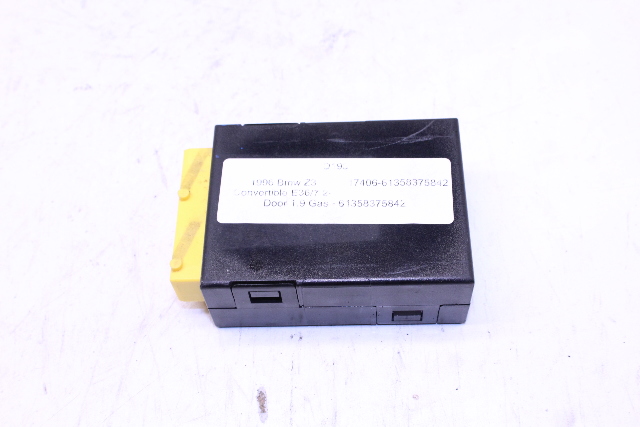 1996 Bmw Z3 7406-61358375842
Convertible E36/7 2-
Door 1.9 Gas - 61358375842